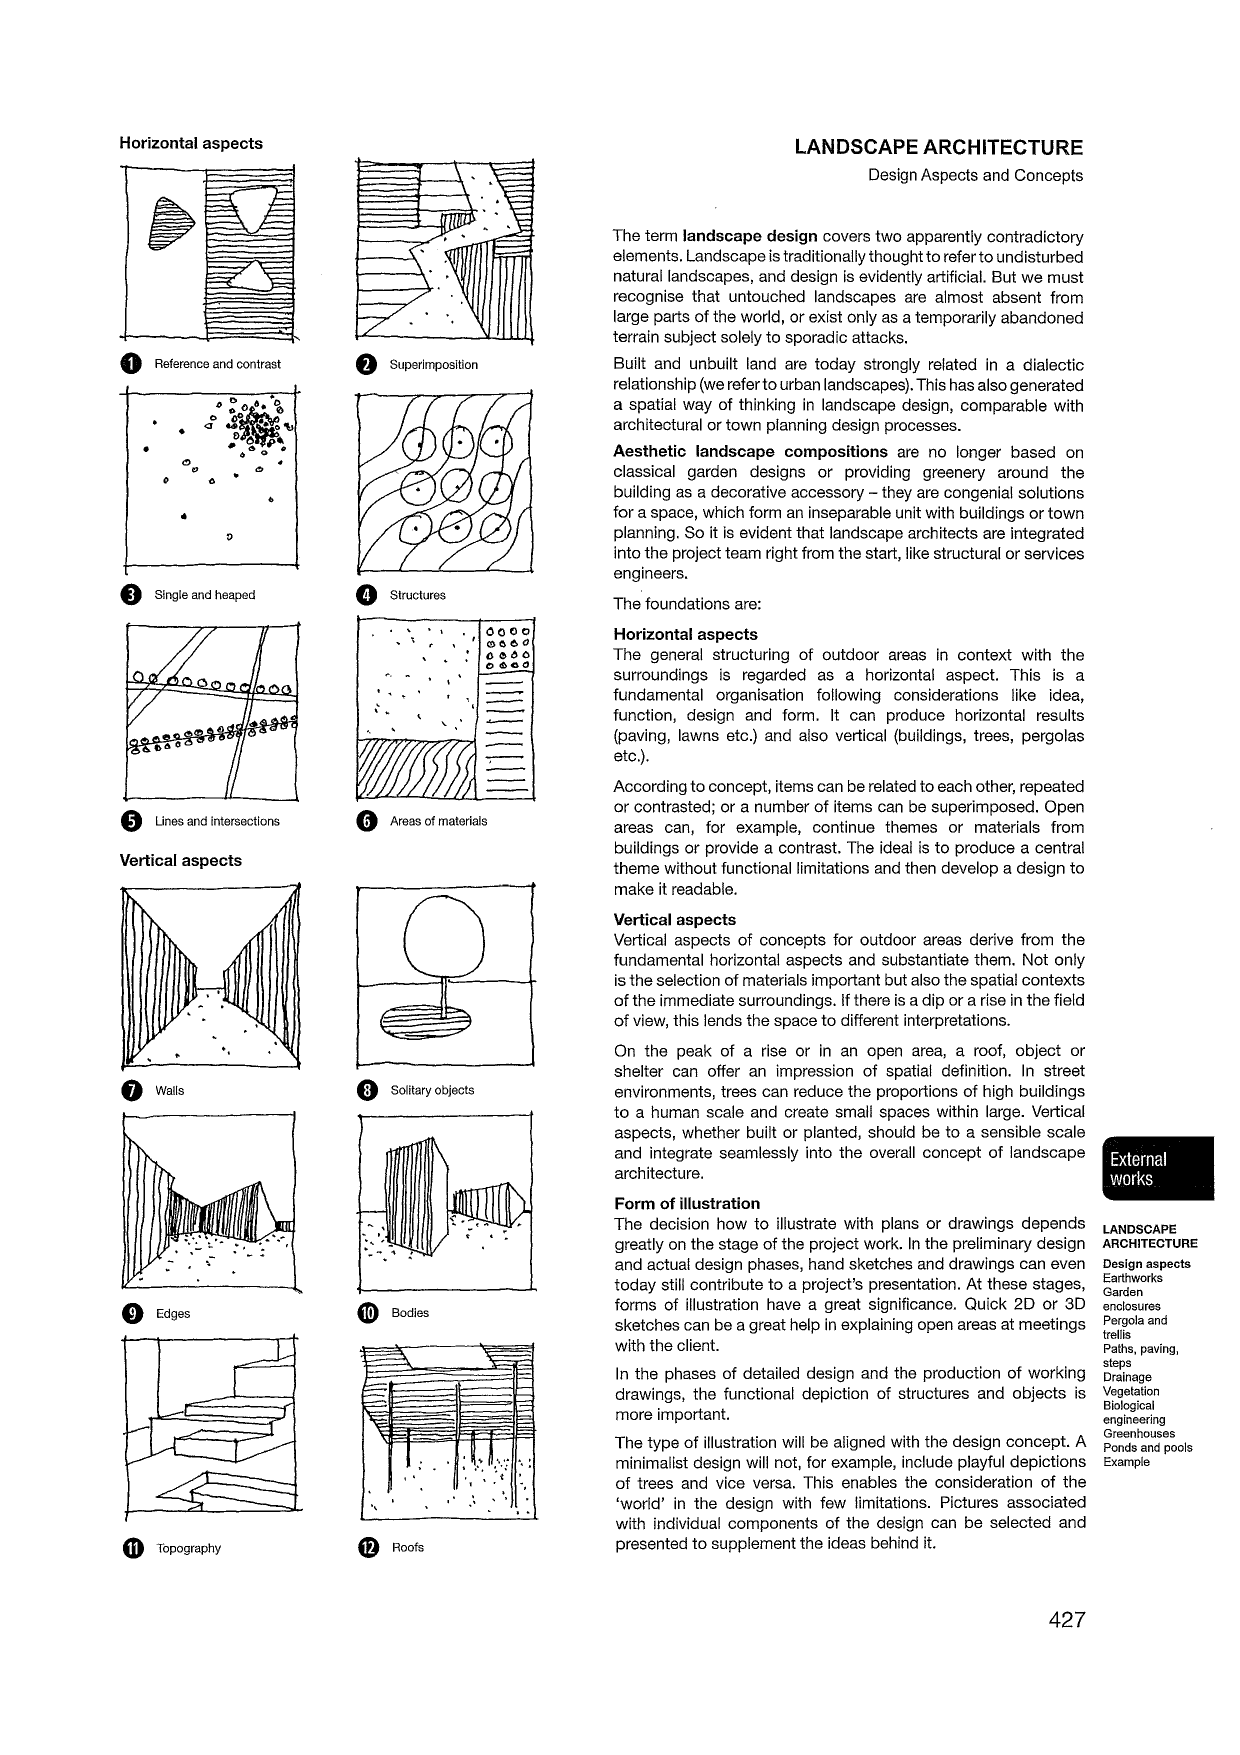 Horizontal aspects
1 Reference and contrast
2 Superimposition
3 Single and heaped
4 Structures
5 Lines and intersections
6 Areas of materials
Vertical aspects
7 Walls
8 Solitary objects
9 Edges
10 Bodies
11 Topography
12 Roofs
LANDSCAPE ARCHITECTURE
Design Aspects and Concepts
The term landscape design covers two apparently contradictory
elements. Landscape is traditionally thought to refer to undisturbed
natural landscapes, and design is evidently artificial. But we must
recognise that untouched landscapes are almost absent from
large parts of the world, or exist only as a temporarily abandoned
terrain subject solely to sporadic attacks.
Built and unbuilt land are today strongly related in a dialectic
relationship (we refer to urban landscapes). This has also generated
a spatial way of thinking in landscape design, comparable with
architectural or town planning design processes.
Aesthetic landscape compositions are no longer based on
classical garden designs or providing greenery around the
building as a decorative accessory – they are congenial solutions
for a space, which form an inseparable unit with buildings or town
planning. So it is evident that landscape architects are integrated
into the project team right from the start, like structural or services
engineers.
The foundations are:
Horizontal aspects
The general structuring of outdoor areas in context with the
surroundings is regarded as a horizontal aspect. This is a
fundamental organisation following considerations like idea,
function, design and form. It can produce horizontal results
(paving, lawns etc.) and also vertical (buildings, trees, pergolas
etc.).
According to concept, items can be related to each other, repeated
or contrasted; or a number of items can be superimposed. Open
areas can, for example, continue themes or materials from
buildings or provide a contrast. The ideal is to produce a central
theme without functional limitations and then develop a design to
make it readable.
Vertical aspects
Vertical aspects of concepts for outdoor areas derive from the
fundamental horizontal aspects and substantiate them. Not only
is the selection of materials important but also the spatial contexts
of the immediate surroundings. If there is a dip or a rise in the field
of view, this lends the space to different interpretations.
On the peak of a rise or in an open area, a roof, object or
shelter can offer an impression of spatial definition. In street
environments, trees can reduce the proportions of high buildings
to a human scale and create small spaces within large. Vertical
aspects, whether built or planted, should be to a sensible scale
and integrate seamlessly into the overall concept of landscape
architecture.
Form of illustration
The decision how to illustrate with plans or drawings depends
greatly on the stage of the project work. In the preliminary design
and actual design phases, hand sketches and drawings can even
today still contribute to a project's presentation. At these stages,
forms of illustration have a great significance. Quick 2D or 3D
sketches can be a great help in explaining open areas at meetings
with the client.
In the phases of detailed design and the production of working
drawings, the functional depiction of structures and objects is
more important.
The type of illustration will be aligned with the design concept. A
minimalist design will not, for example, include playful depictions
of trees and vice versa. This enables the consideration of the
'world' in the design with few limitations. Pictures associated
with individual components of the design can be selected and
presented to supplement the ideas behind it.
External
works
LANDSCAPE
ARCHITECTURE
Design aspects
Earthworks
Garden
enclosures
Pergola and
trellis
Paths, paving,
steps
Drainage
Vegetation
Biological
engineering
Greenhouses
Ponds and pools
Example
427